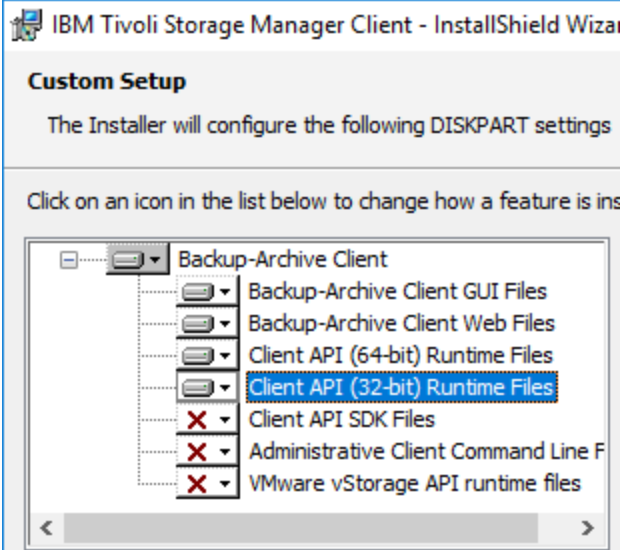 IBM Tivoli Storage Manager Client - InstallShield
Custom Setup
The Installer will configure the following DISKPART settings
Click on an icon in the list below to change how a feature is
Backup-Archive Client
Backup-Archive Client GUI Files
Backup-Archive Client Web Files
Client API (64-bit) Runtime Files
Client API (32-bit) Runtime Files
Client API SDK Files
Administrative Client Command Line
VMware vStorage API runtime files